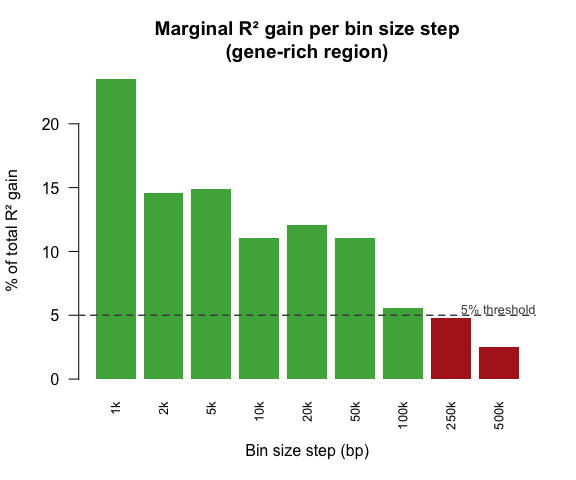 Marginal R² gain per bin size step
(gene-rich region)
% of total R² gain
20
15
10
5
0
5% threshold
1k
2k
5k
10k
20k
50k
100k
250k
500k
Bin size step (bp)